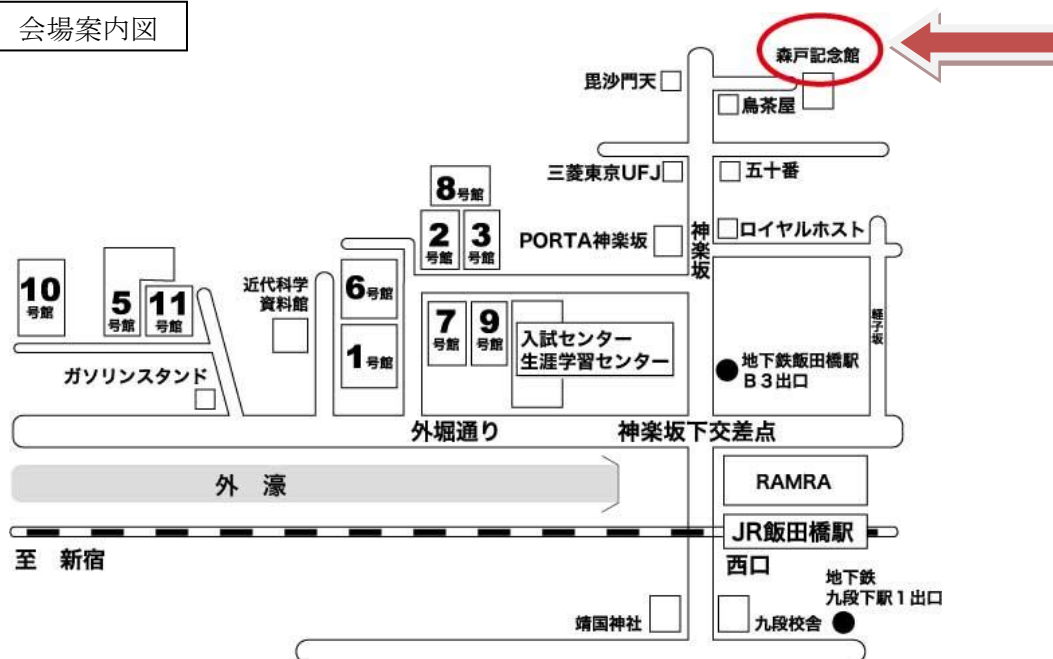 会場案内図
森戸記念館
毘沙門天
鳥茶屋
三菱東京UFJ
五十番
8号館
2号館
3号館
PORTA神楽坂
神楽坂
ロイヤルホスト
10号館
5号館
11号館
近代科学
資料館
6号館
1号館
7号館
9号館
入試センター
生涯学習センター
軽子坂
地下鉄飯田橋駅
B3出口
ガソリンスタンド
外堀通り
神楽坂下交差点
外 濠
RAMRA
JR飯田橋駅
至 新宿
西口
地下鉄
九段下駅1出口
靖国神社
九段校舎